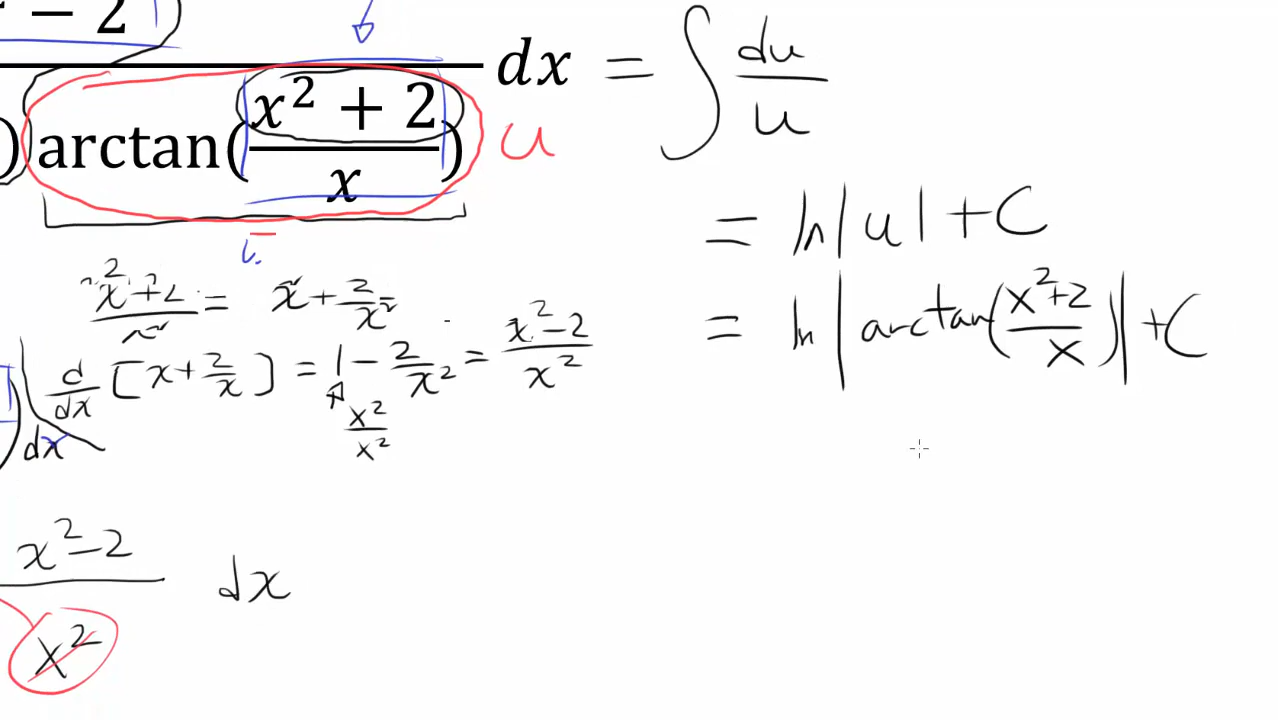 − 2
) arctan( (x² + 2)/x ) dx = ∫ du/u
u
= ln|u| + C
(x² + 2)/x = x + 2/x
= ln|arctan((x²+2)/x)| + C
d/dx [x + 2/x] = 1 − 2/x² = (x² − 2)/x²
x²/x²
dx
x² − 2 dx
x²